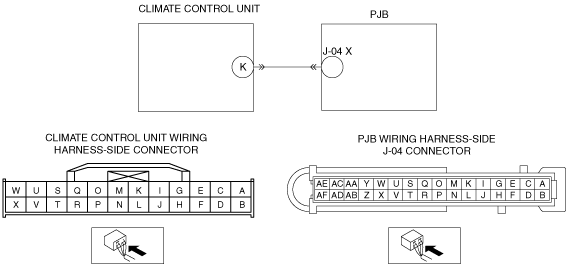 CLIMATE CONTROL UNIT
PJB
J-04 X
K
CLIMATE CONTROL UNIT WIRING
HARNESS-SIDE CONNECTOR
W U S Q O M K I G E C A
X V T R P N L J H F D B
PJB WIRING HARNESS-SIDE
J-04 CONNECTOR
AE AC AA Y W U S Q O M K I G E C A
AF AD AB Z X V T R P N L J H F D B